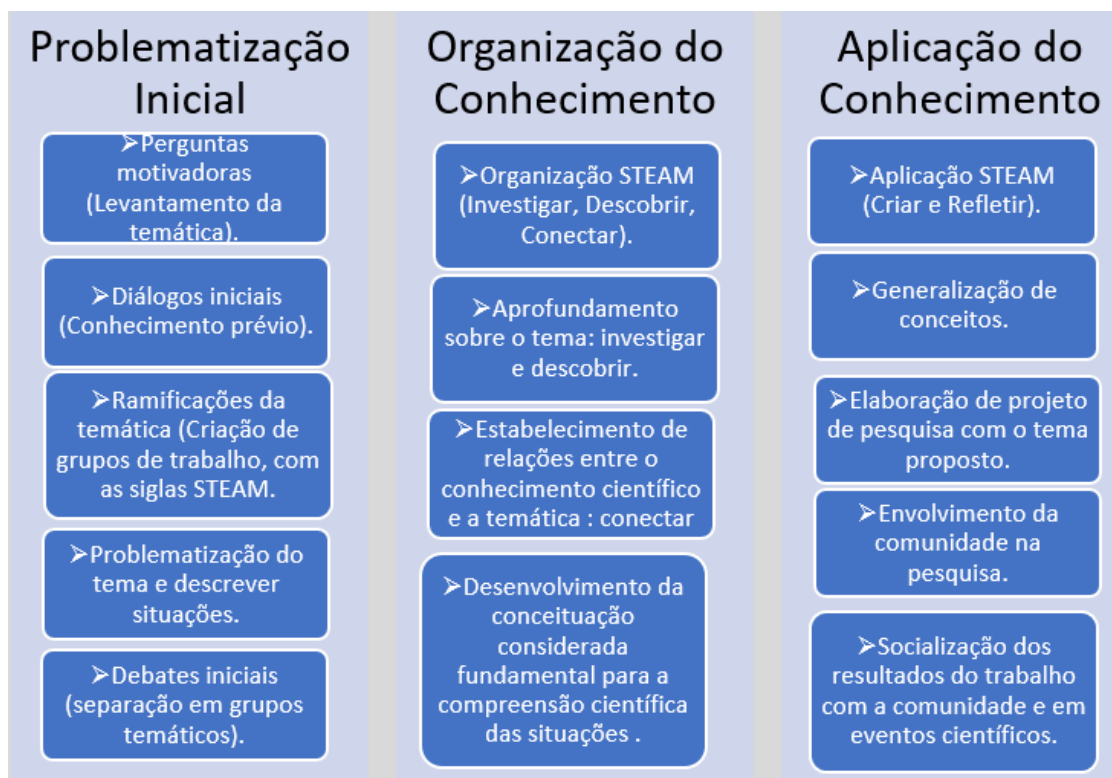 Problematização
Inicial
➢Perguntas
motivadoras
(Levantamento da
temática).
➢Diálogos iniciais
(Conhecimento prévio).
➢Ramificações da
temática (Criação de
grupos de trabalho, com
as siglas STEAM.
➢Problematização do
tema e descrever
situações.
➢Debates iniciais
(separação em grupos
temáticos).
Organização do
Conhecimento
➢Organização STEAM
(Investigar, Descobrir,
Conectar).
➢Aprofundamento
sobre o tema: investigar
e descobrir.
➢Estabelecimento de
relações entre o
conhecimento científico
e a temática : conectar
➢Desenvolvimento da
conceituação
considerada
fundamental para a
compreensão científica
das situações .
Aplicação do
Conhecimento
➢Aplicação STEAM
(Criar e Refletir).
➢Generalização de
conceitos.
➢Elaboração de projeto
de pesquisa com o tema
proposto.
➢Envolvimento da
comunidade na
pesquisa.
➢Socialização dos
resultados do trabalho
com a comunidade e em
eventos científicos.